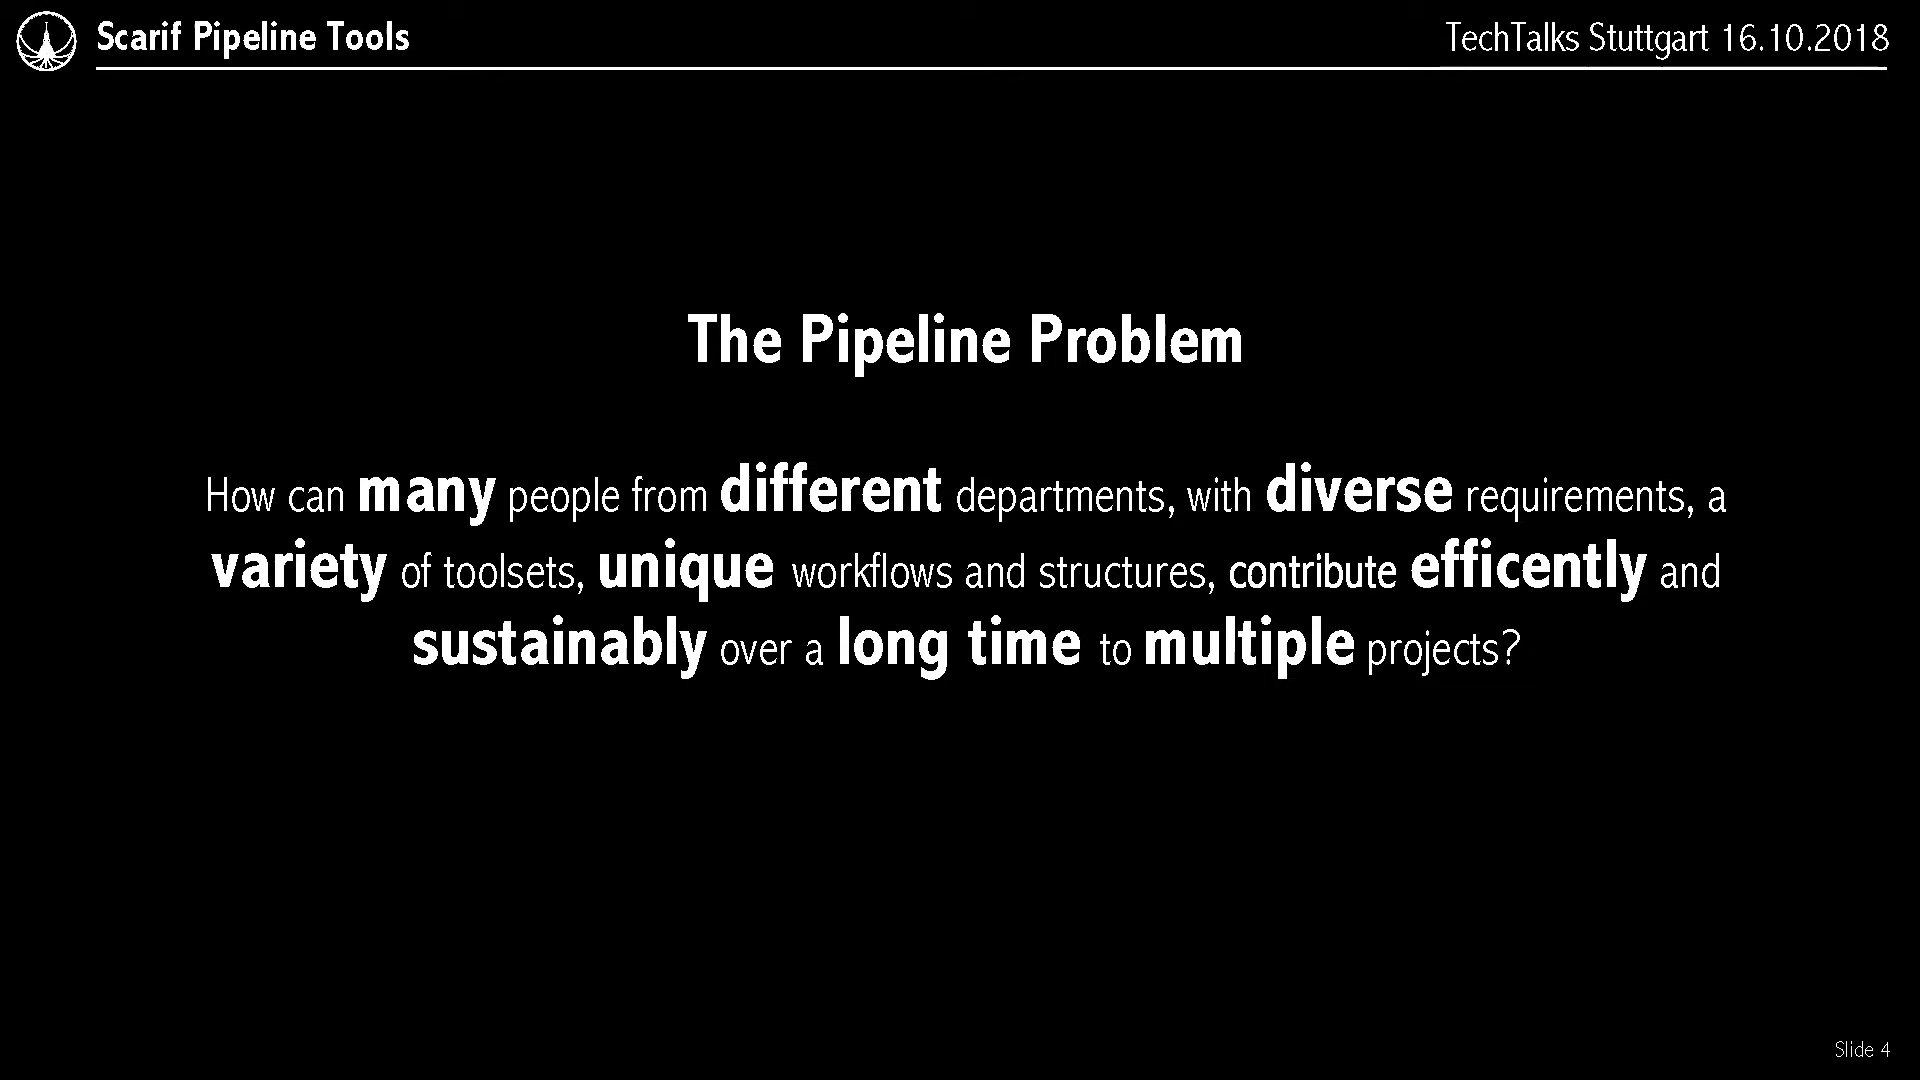 Scarif Pipeline Tools
TechTalks Stuttgart 16.10.2018
The Pipeline Problem
How can many people from different departments, with diverse requirements, a
variety of toolsets, unique workflows and structures, contribute efficently and
sustainably over a long time to multiple projects?
Slide 4